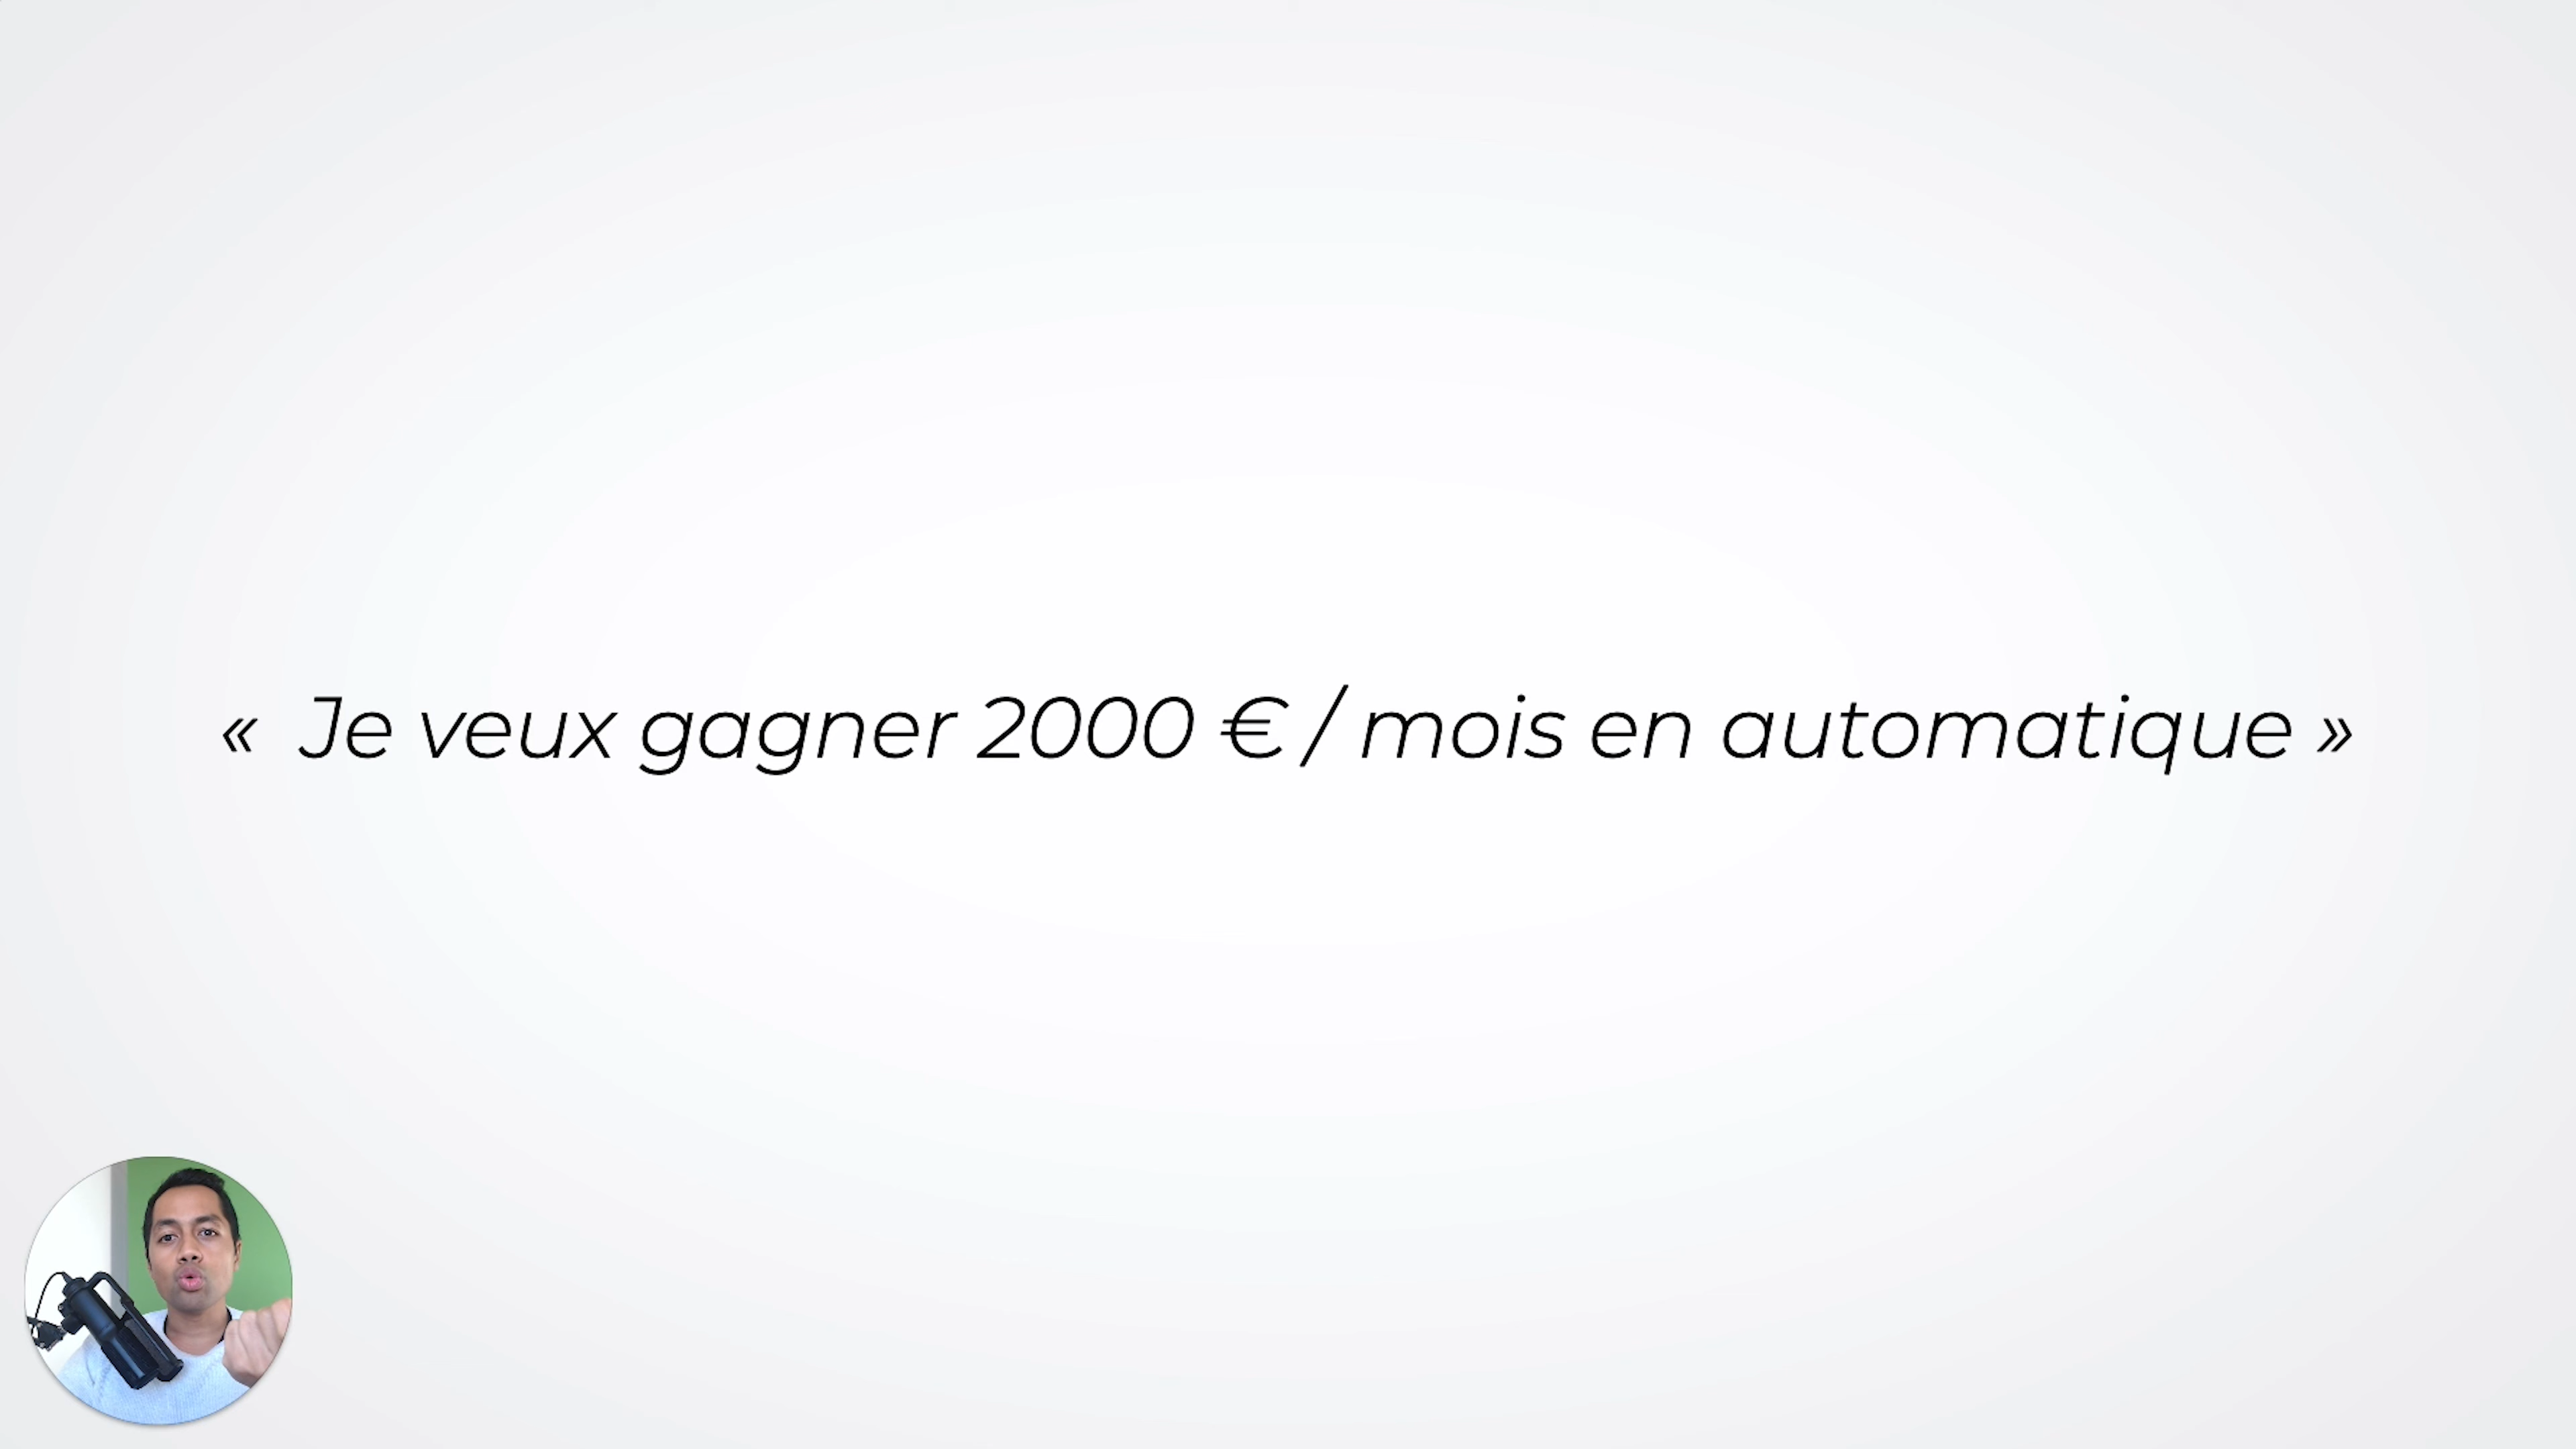 « Je veux gagner 2000 € / mois en automatique »